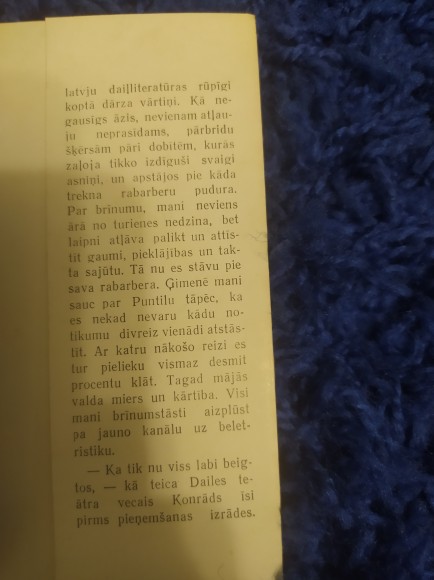 latvju daiļliteratūras rūpīgi
koptā dārza vārtiņi. Kā ne-
gausīgs āzis, nevienam atļau-
ju neprasīdams, pārbridu
šķērsām pāri dobītēm, kurās
zaļoja tikko izdīguši svaigi
asniņi, un apstājos pie kāda
trekna rabarberu pudura.
Par brīnumu, mani neviens
ārā no turienes nedzina, bet
laipni atļāva palikt un attīs-
tīt gaumi, pieklājības un tak-
ta sajūtu. Tā nu es stāvu pie
sava rabarbera. Ģimenē mani
sauc par Puntilu tāpēc, ka
es nekad nevaru kādu no-
tikumu divreiz vienādi atstās-
tīt. Ar katru nākošo reizi es
tur pielieku vismaz desmit
procentu klāt. Tagad mājās
valda miers un kārtība. Visi
mani brīnumstāsti aizplūst
pa jauno kanālu uz belet-
ristiku.
— Ka tik nu viss labi beig-
tos, — kā teica Dailes te-
ātra vecais Konrāds īsi
pirms pieņemšanas izrādes.